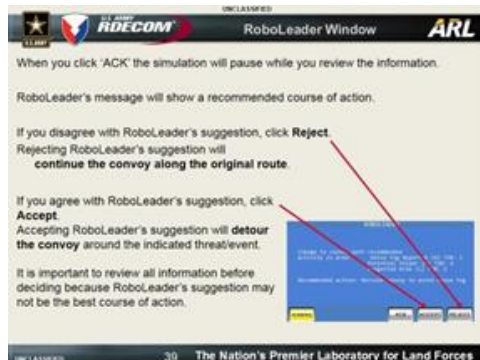 UNCLASSIFIED
U.S. ARMY
RDECOM
RoboLeader Window
ARL
When you click 'ACK' the simulation will pause while you review the information.
RoboLeader's message will show a recommended course of action.
If you disagree with RoboLeader's suggestion, click Reject.
Rejecting RoboLeader's suggestion will
continue the convoy along the original route.
If you agree with RoboLeader's suggestion, click
Accept.
Accepting RoboLeader's suggestion will detour
the convoy around the indicated threat/event.
It is important to review all information before
deciding because RoboLeader's suggestion may
not be the best course of action.
ACK
ACCEPT
REJECT
UNCLASSIFIED
39
The Nation's Premier Laboratory for Land Forces